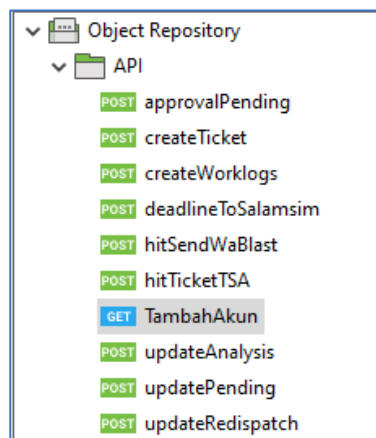 Object Repository
API
POST approvalPending
POST createTicket
POST createWorklogs
POST deadlineToSalamsim
POST hitSendWaBlast
POST hitTicketTSA
GET TambahAkun
POST updateAnalysis
POST updatePending
POST updateRedispatch